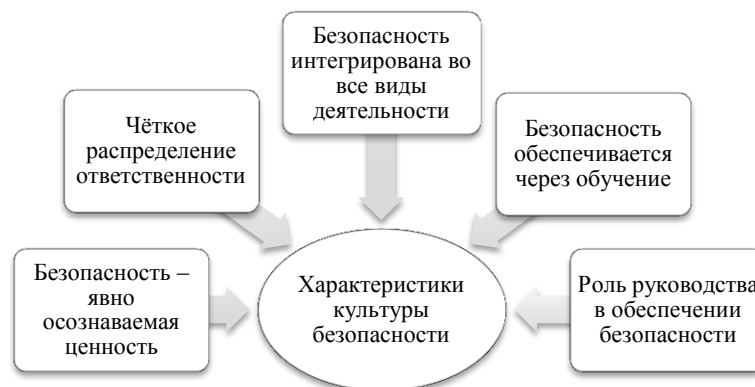 Безопасность
интегрирована во
все виды
деятельности
Чёткое
распределение
ответственности
Безопасность
обеспечивается
через обучение
Безопасность –
явно
осознаваемая
ценность
Характеристики
культуры
безопасности
Роль руководства
в обеспечении
безопасности